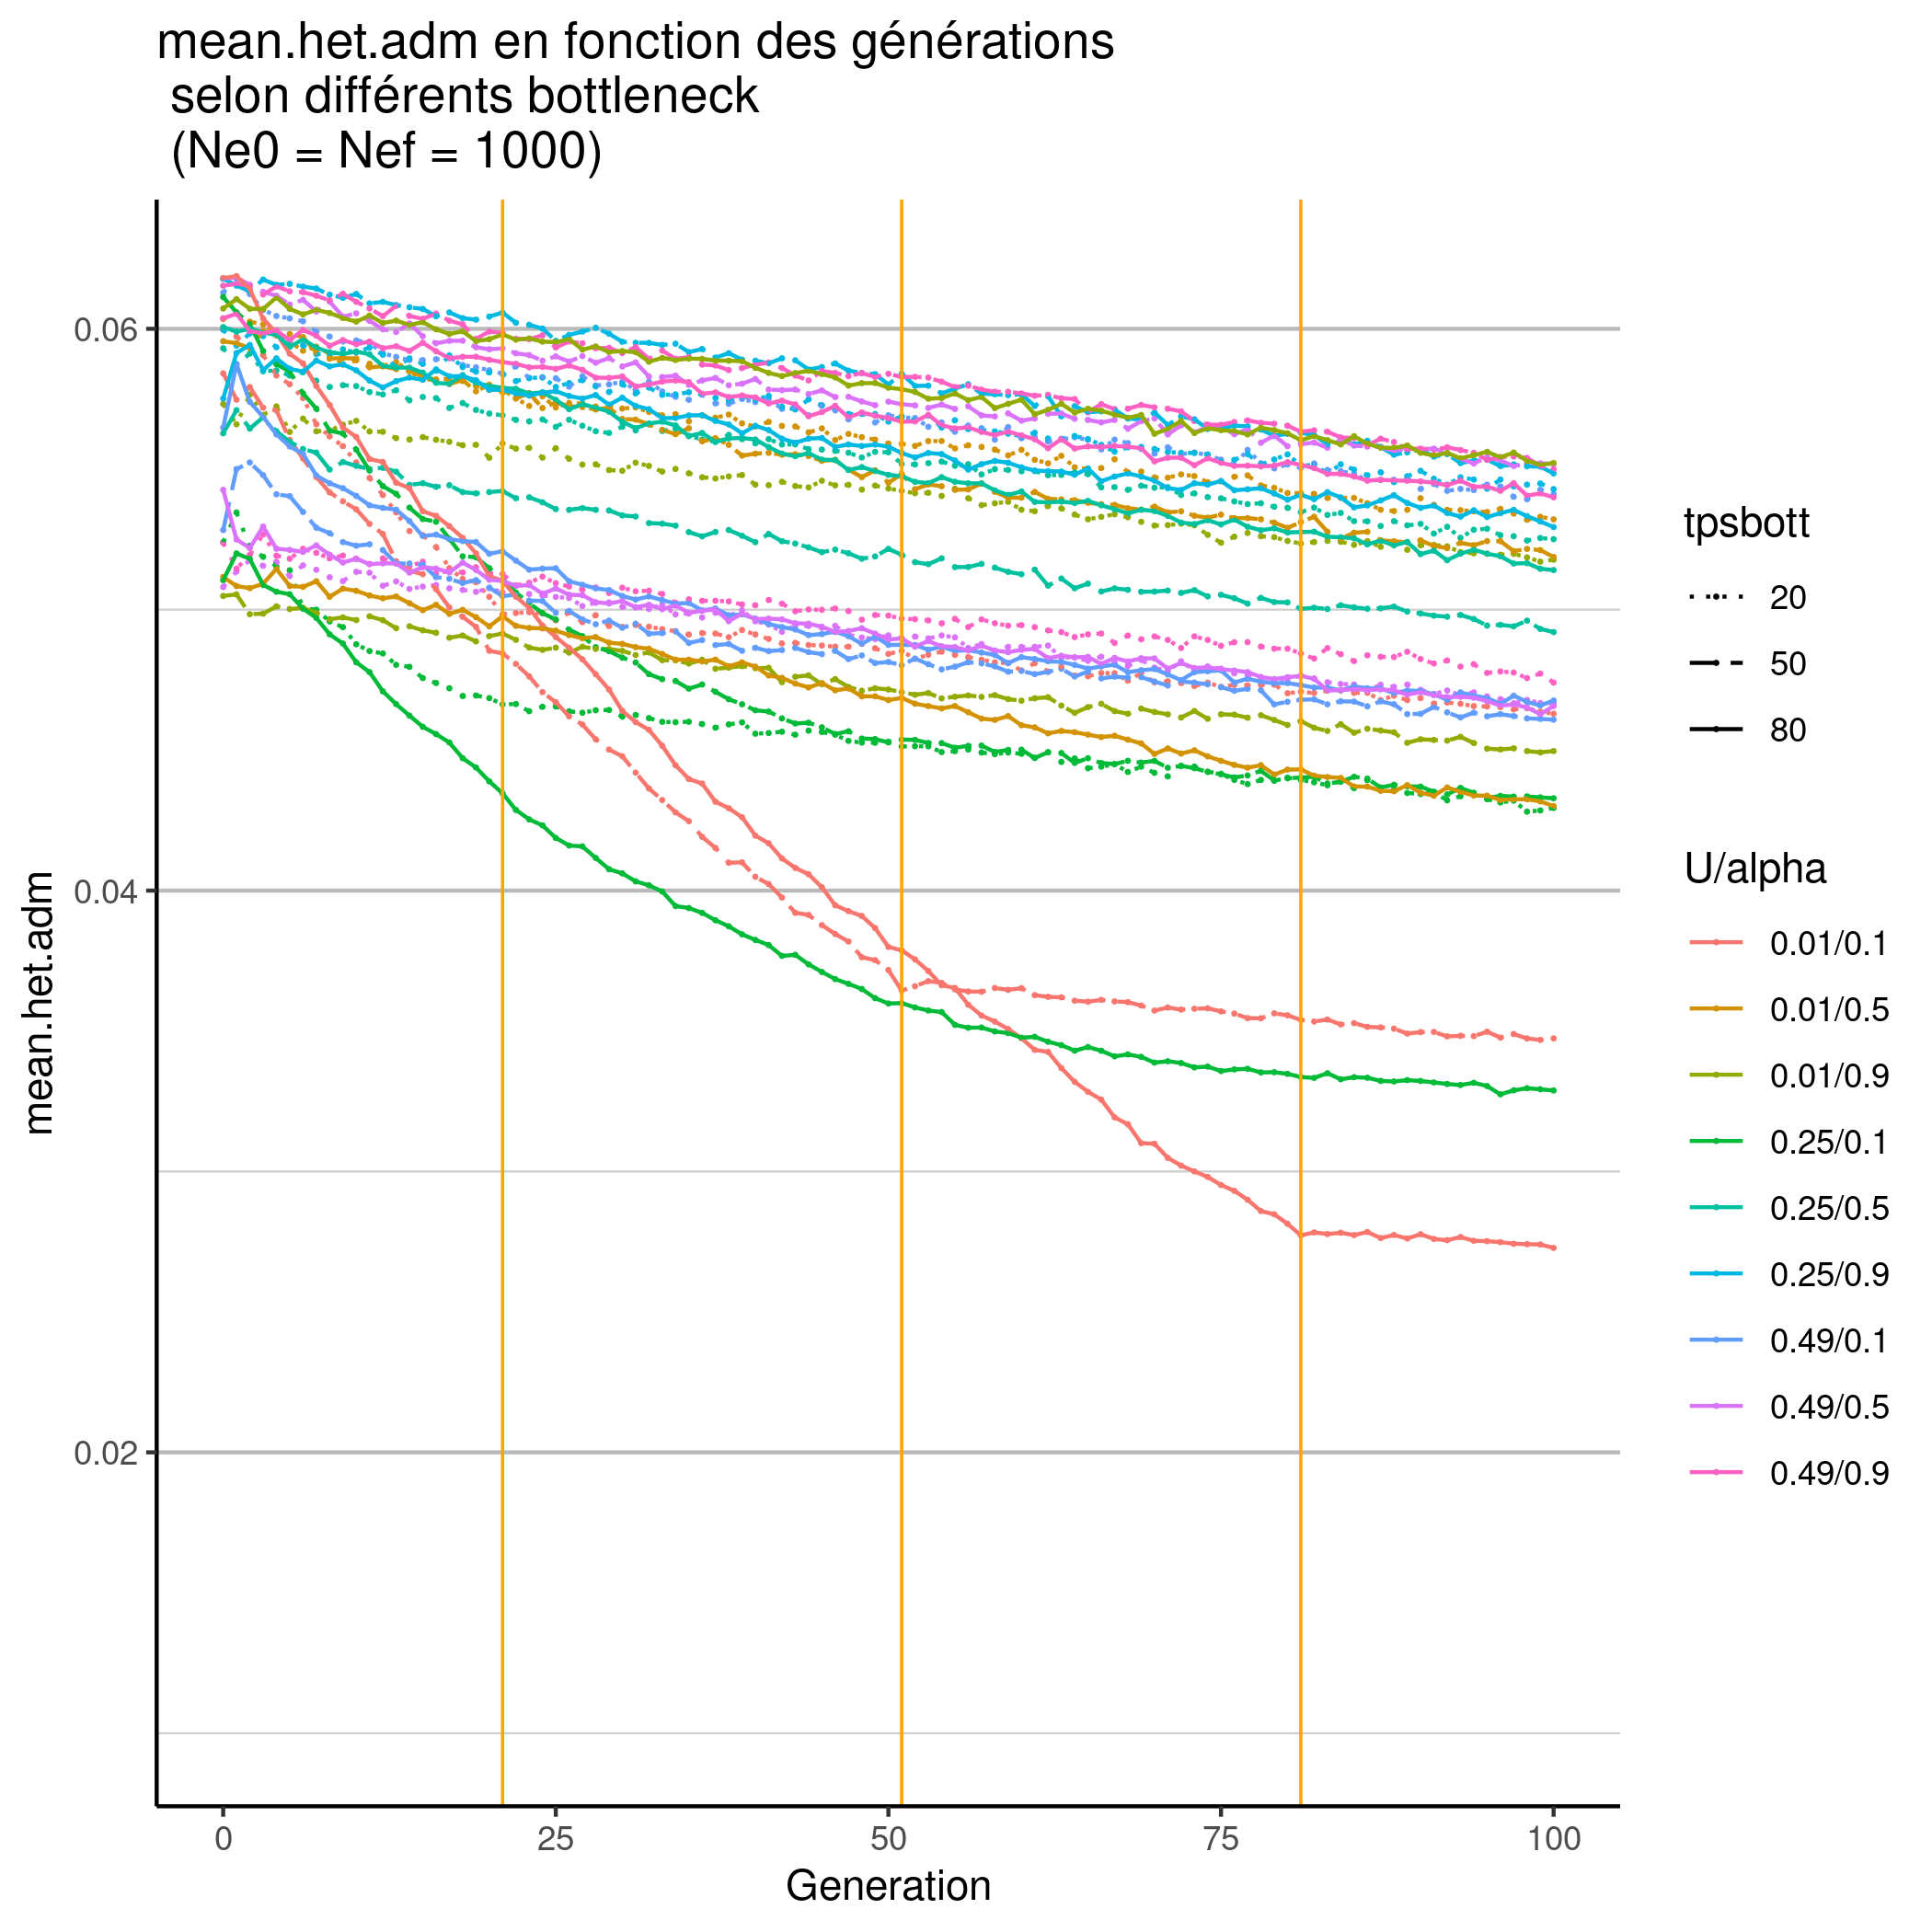 mean.het.adm en fonction des générations
selon différents bottleneck
(Ne0 = Nef = 1000)
mean.het.adm
0.06
0.04
0.02
0
25
50
75
100
Generation
tpsbott
20
50
80
U/alpha
0.01/0.1
0.01/0.5
0.01/0.9
0.25/0.1
0.25/0.5
0.25/0.9
0.49/0.1
0.49/0.5
0.49/0.9